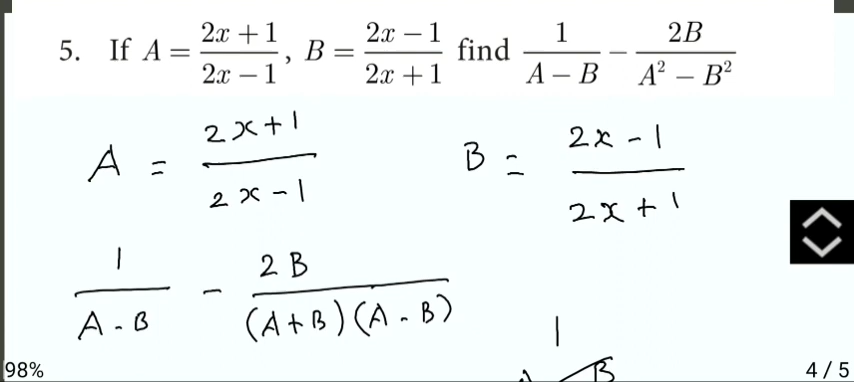 5. If A = (2x + 1)/(2x − 1), B = (2x − 1)/(2x + 1) find 1/(A − B) − 2B/(A² − B²)
A = (2x+1)/(2x-1) B = (2x-1)/(2x+1)
1/(A-B) - 2B/((A+B)(A-B))
1
B
98% 4 / 5